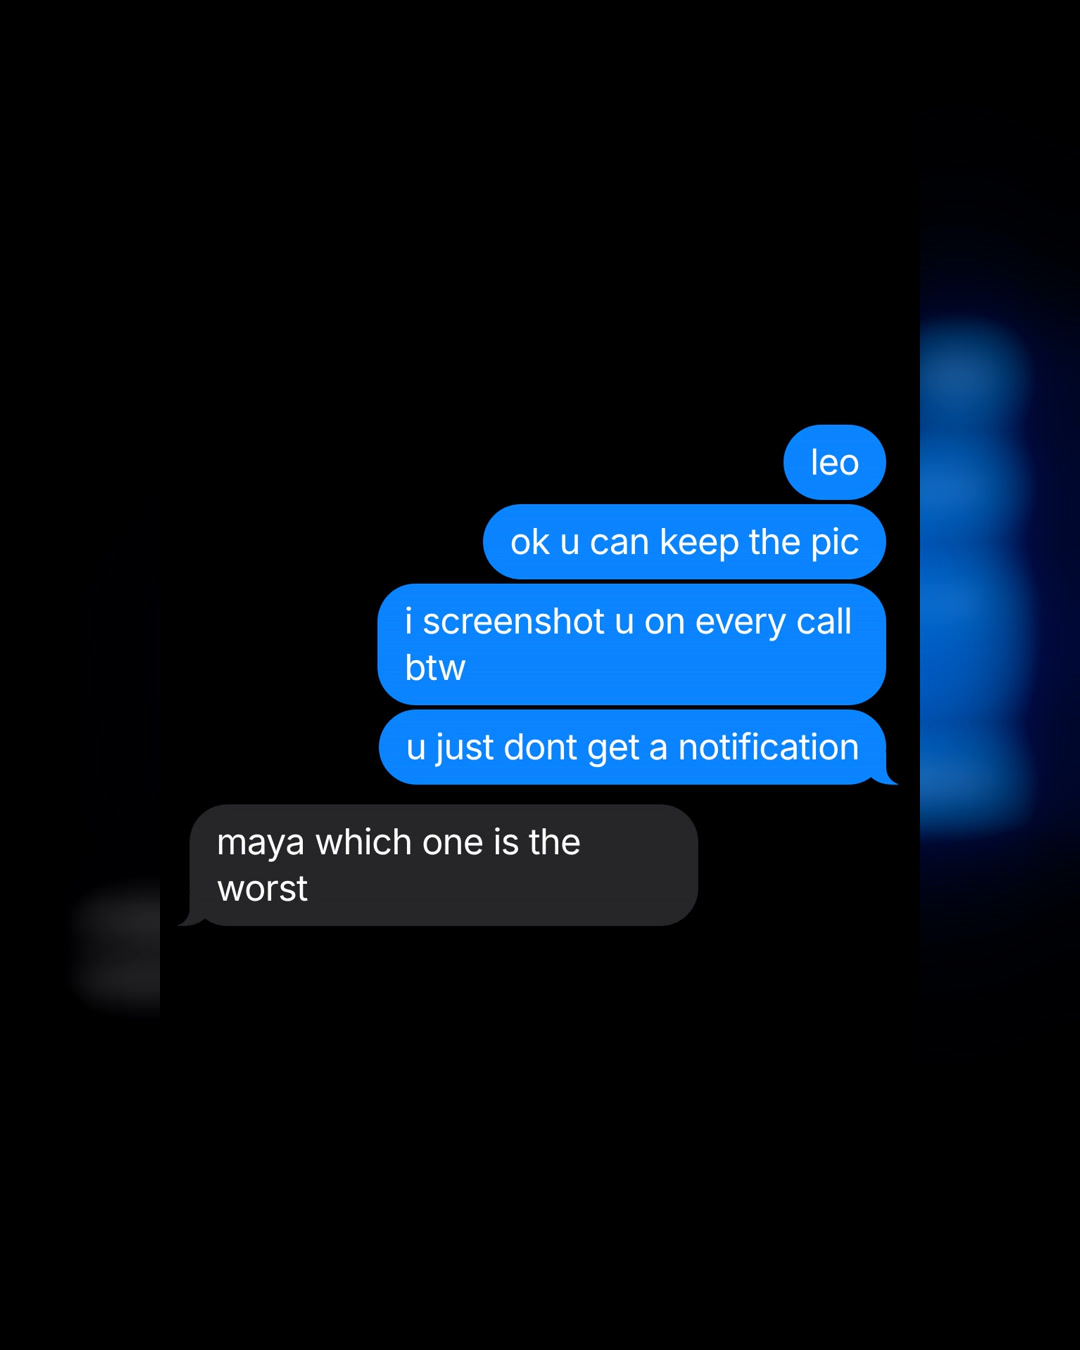 leo
ok u can keep the pic
i screenshot u on every call
btw
u just dont get a notification
maya which one is the
worst